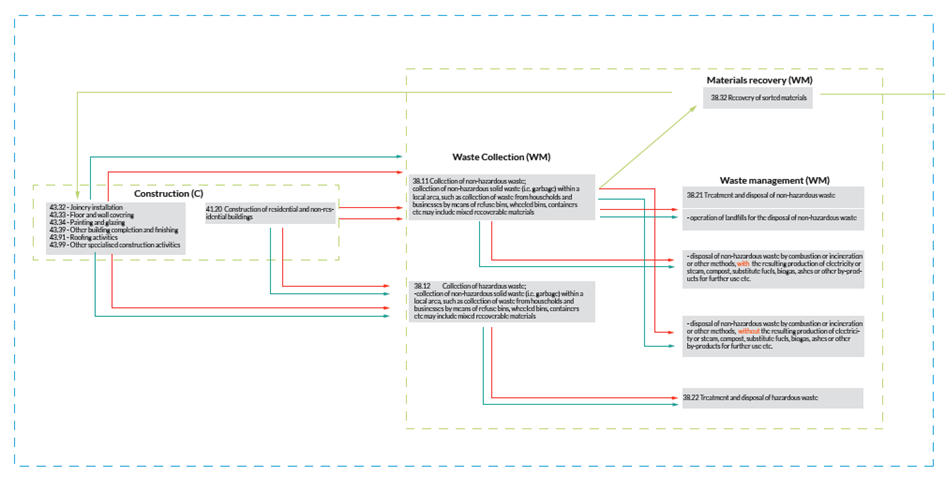 Materials recovery (WM)
38.32 Recovery of sorted materials
Waste Collection (WM)
38.11 Collection of non-hazardous waste;
collection of non-hazardous solid waste (i.e. garbage) within a
local area, such as collection of waste from households and
businesses by means of refuse bins, wheeled bins, containers
etc may include mixed recoverable materials
Waste management (WM)
38.21 Treatment and disposal of non-hazardous waste
- operation of landfills for the disposal of non-hazardous waste
Construction (C)
43.32 - Joinery installation
43.33 - Floor and wall covering
43.34 - Painting and glazing
43.39 - Other building completion and finishing
43.91 - Roofing activities
43.99 - Other specialised construction activities
41.20 Construction of residential and non-res-
idential buildings
- disposal of non-hazardous waste by combustion or incineration
or other methods, with the resulting production of electricity or
steam, compost, substitute fuels, biogas, ashes or other by-prod-
ucts for further use etc.
38.12 Collection of hazardous waste;
-collection of non-hazardous solid waste (i.e. garbage) within a
local area, such as collection of waste from households and
businesses by means of refuse bins, wheeled bins, containers
etc may include mixed recoverable materials
- disposal of non-hazardous waste by combustion or incineration
or other methods, without the resulting production of electrici-
ty or steam, compost, substitute fuels, biogas, ashes or other
by-products for further use etc.
38.22 Treatment and disposal of hazardous waste